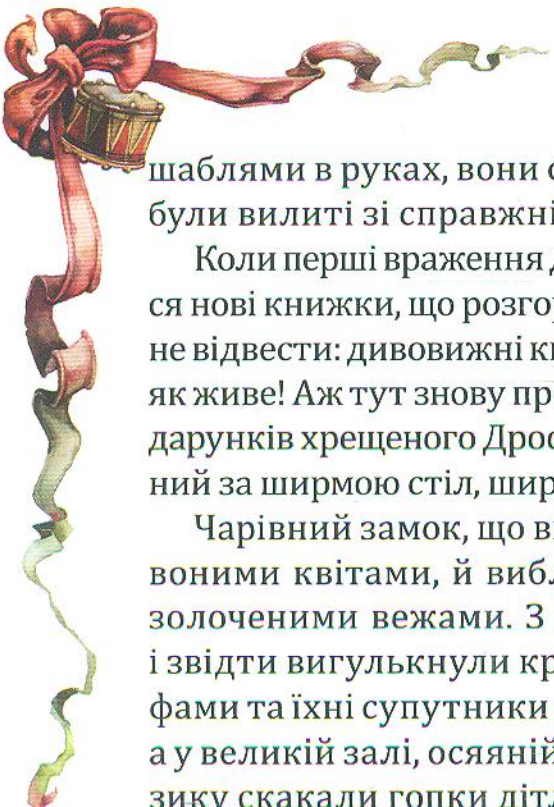 шаблями в руках, вони
були вилиті зі
Коли перші враження
ся нові книжки, що
не відвести: дивовижні
як живе! Аж тут знову
дарунків хрещеного
ний за ширмою стіл,
Чарівний замок, що
воними квітами, й
золоченими вежами. З
і звідти вигулькнули
фами та їхні супутники
а у великій залі, осяяній
зику скакали гопки